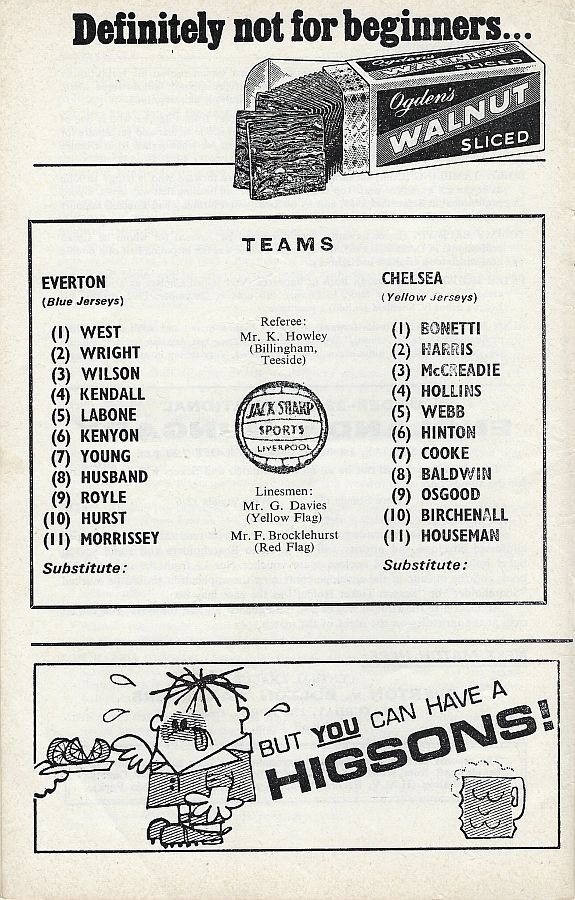 Definitely not for beginners...
Ogden's
WALNUT
SLICED
Ogden's
WALNUT
SLICED
TEAMS
EVERTON
(Blue Jerseys)
(1) WEST
(2) WRIGHT
(3) WILSON
(4) KENDALL
(5) LABONE
(6) KENYON
(7) YOUNG
(8) HUSBAND
(9) ROYLE
(10) HURST
(11) MORRISSEY
Substitute:
Referee:
Mr. K. Howley
(Billingham,
Teeside)
JACK SHARP
SPORTS
LIVERPOOL
Linesmen:
Mr. G. Davies
(Yellow Flag)
Mr. F. Brocklehurst
(Red Flag)
CHELSEA
(Yellow Jerseys)
(1) BONETTI
(2) HARRIS
(3) McCREADIE
(4) HOLLINS
(5) WEBB
(6) HINTON
(7) COOKE
(8) BALDWIN
(9) OSGOOD
(10) BIRCHENALL
(11) HOUSEMAN
Substitute:
BUT YOU CAN HAVE A
HIGSONS!